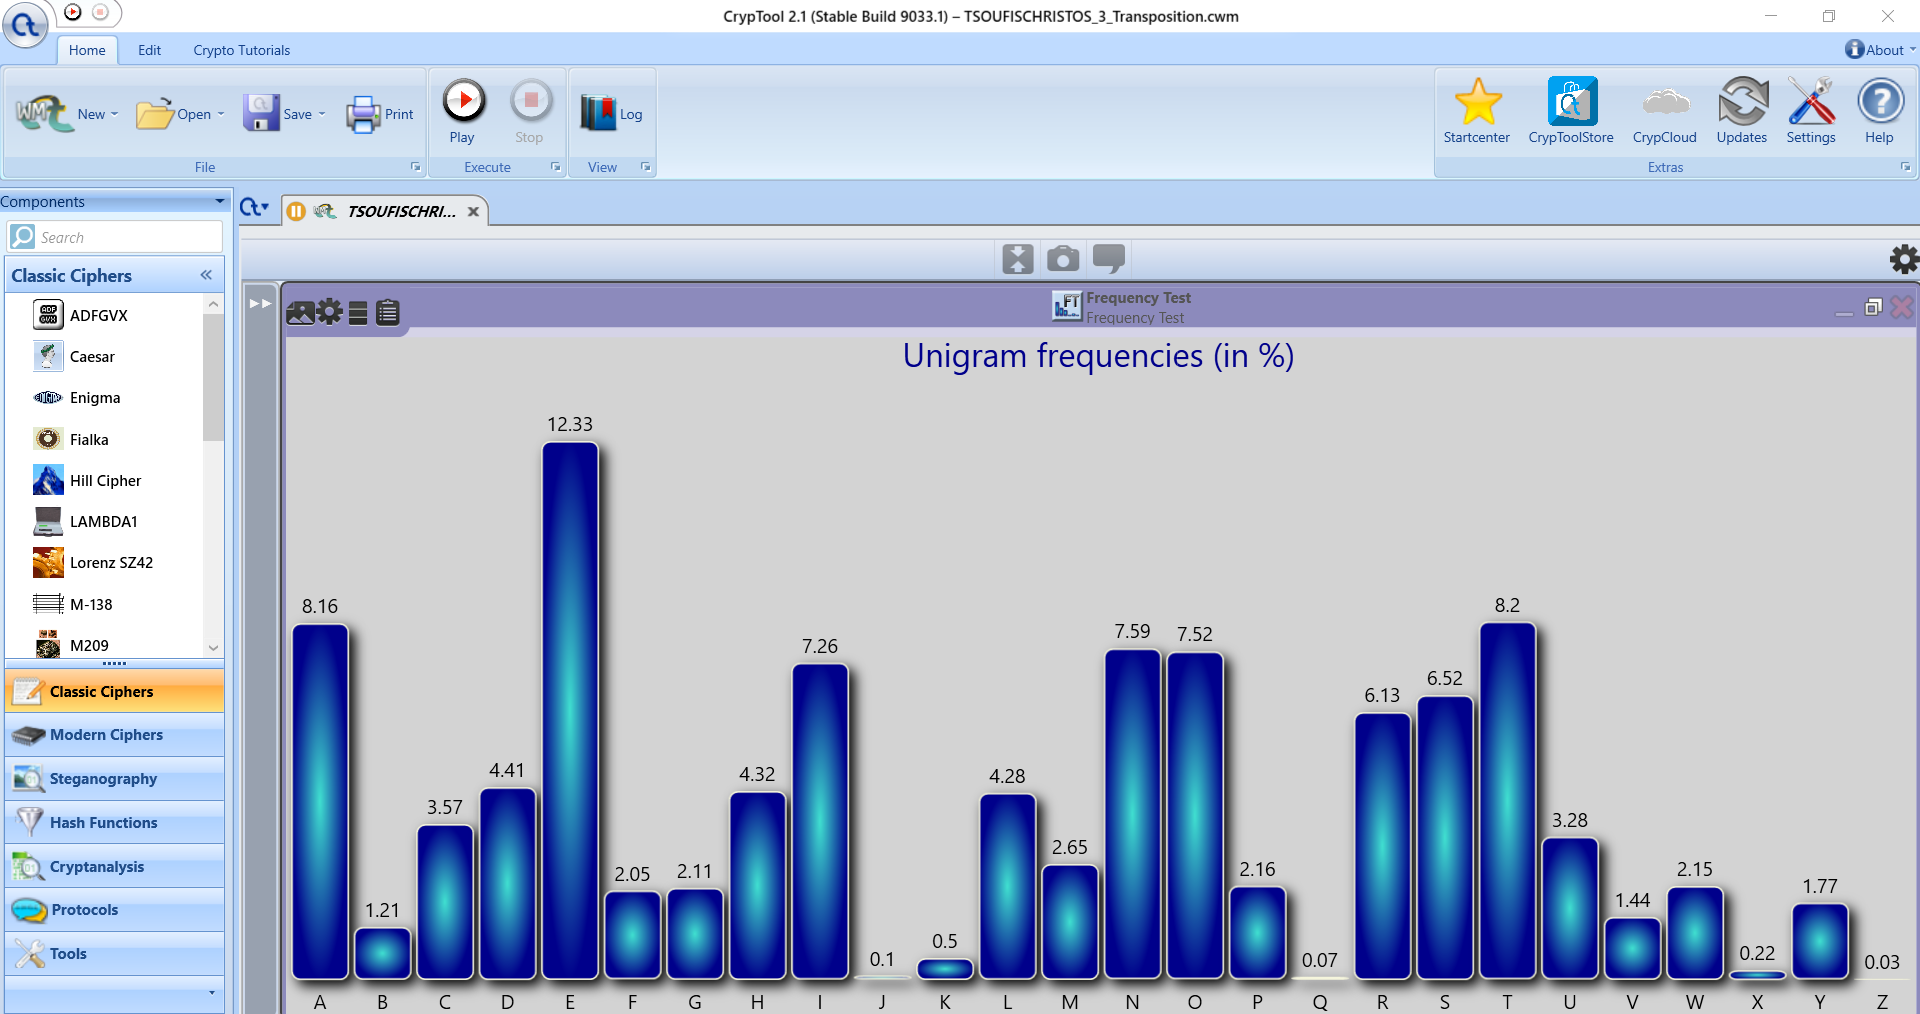 CrypTool 2.1 (Stable Build 9033.1) – TSOUFISCHRISTOS_3_Transposition.cwm
Home Edit Crypto Tutorials About
New Open Save Print Play Stop Log Startcenter CrypToolStore CrypCloud Updates Settings Help
File Execute View Extras
Components
TSOUFISCHRI...
Search
Classic Ciphers
ADFGVX
Caesar
Enigma
Fialka
Hill Cipher
LAMBDA1
Lorenz SZ42
M-138
M209
Classic Ciphers
Modern Ciphers
Steganography
Hash Functions
Cryptanalysis
Protocols
Tools
Frequency Test
Frequency Test
Unigram frequencies (in %)
8.16 1.21 3.57 4.41 12.33 2.05 2.11 4.32 7.26 0.1 0.5 4.28 2.65 7.59 7.52 2.16 0.07 6.13 6.52 8.2 3.28 1.44 2.15 0.22 1.77 0.03
A B C D E F G H I J K L M N O P Q R S T U V W X Y Z